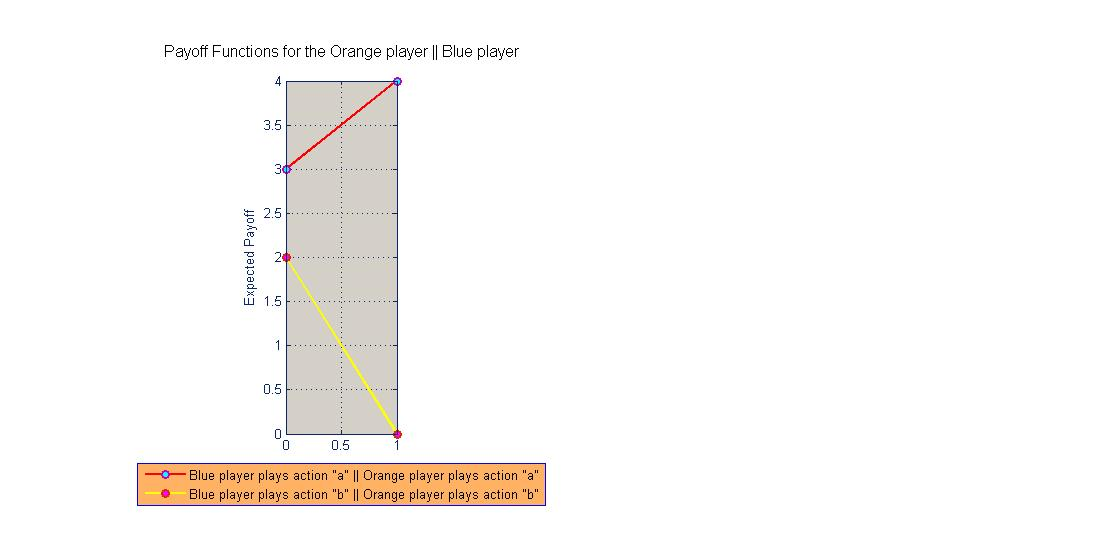 Payoff Functions for the Orange player || Blue player
4
3.5
3
2.5
2
1.5
1
0.5
0
Expected Payoff
0 0.5 1
Blue player plays action "a" || Orange player plays action "a"
Blue player plays action "b" || Orange player plays action "b"